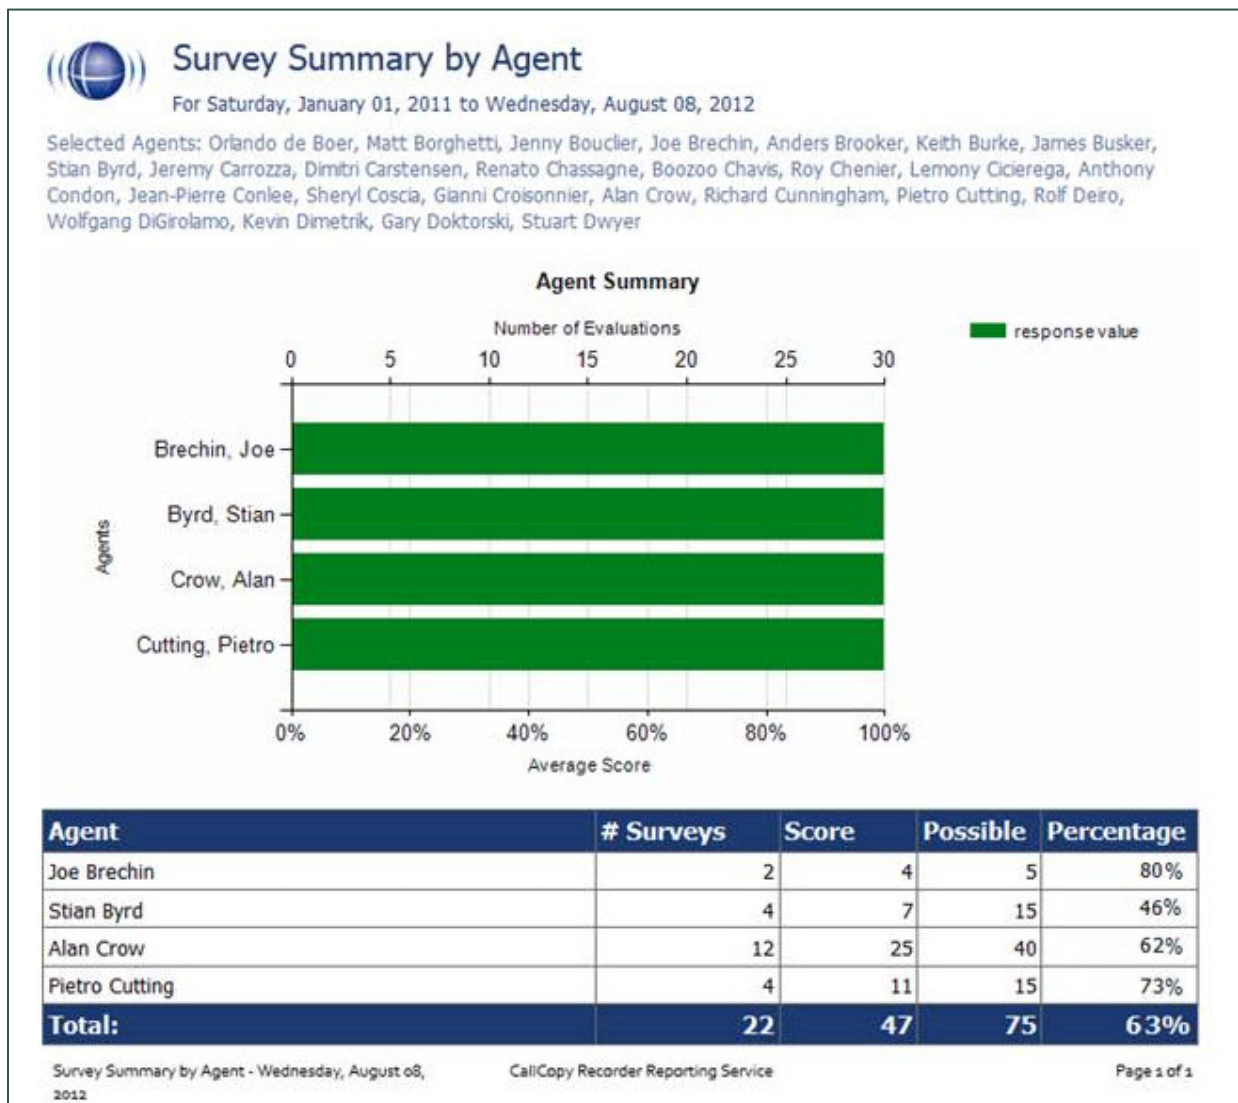 Survey Summary by Agent
For Saturday, January 01, 2011 to Wednesday, August 08, 2012
Selected Agents: Orlando de Boer, Matt Borghetti, Jenny Bouclier, Joe Brechin, Anders Brooker, Keith Burke, James Busker,
Stian Byrd, Jeremy Carrozza, Dimitri Carstensen, Renato Chassagne, Boozoo Chavis, Roy Chenier, Lemony Cicierega, Anthony
Condon, Jean-Pierre Conlee, Sheryl Coscia, Gianni Croisonnier, Alan Crow, Richard Cunningham, Pietro Cutting, Rolf Deiro,
Wolfgang DiGirolamo, Kevin Dimetrik, Gary Doktorski, Stuart Dwyer
Agent Summary
Number of Evaluations
response value
0 5 10 15 20 25 30
Agents
Brechin, Joe
Byrd, Stian
Crow, Alan
Cutting, Pietro
0% 20% 40% 60% 80% 100%
Average Score
Agent # Surveys Score Possible Percentage
Joe Brechin 2 4 5 80%
Stian Byrd 4 7 15 46%
Alan Crow 12 25 40 62%
Pietro Cutting 4 11 15 73%
Total: 22 47 75 63%
Survey Summary by Agent - Wednesday, August 08, CallCopy Recorder Reporting Service Page 1 of 1
2012